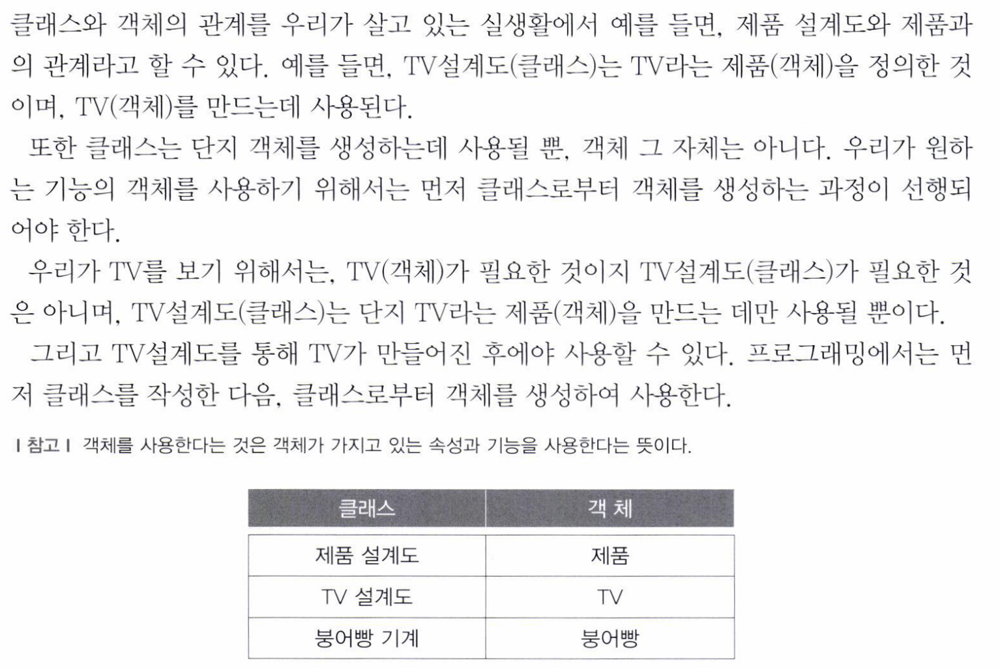 클래스와 객체의 관계를 우리가 살고 있는 실생활에서 예를 들면, 제품 설계도와 제품과
의 관계라고 할 수 있다. 예를 들면, TV설계도(클래스)는 TV라는 제품(객체)을 정의한 것
이며, TV(객체)를 만드는데 사용된다.
또한 클래스는 단지 객체를 생성하는데 사용될 뿐, 객체 그 자체는 아니다. 우리가 원하
는 기능의 객체를 사용하기 위해서는 먼저 클래스로부터 객체를 생성하는 과정이 선행되
어야 한다.
우리가 TV를 보기 위해서는, TV(객체)가 필요한 것이지 TV설계도(클래스)가 필요한 것
은 아니며, TV설계도(클래스)는 단지 TV라는 제품(객체)을 만드는 데만 사용될 뿐이다.
그리고 TV설계도를 통해 TV가 만들어진 후에야 사용할 수 있다. 프로그래밍에서는 먼
저 클래스를 작성한 다음, 클래스로부터 객체를 생성하여 사용한다.
| 참고 | 객체를 사용한다는 것은 객체가 가지고 있는 속성과 기능을 사용한다는 뜻이다.
클래스 객 체
제품 설계도 제품
TV 설계도 TV
붕어빵 기계 붕어빵